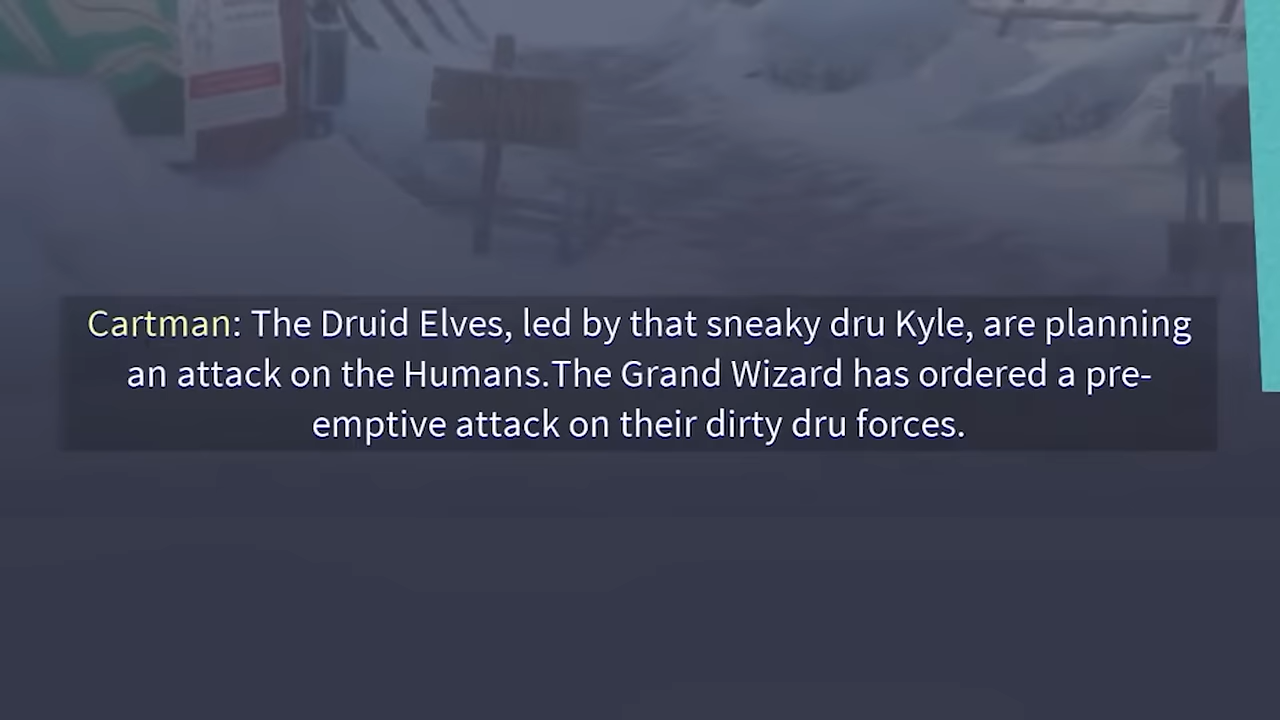 Cartman: The Druid Elves, led by that sneaky dru Kyle, are planning
an attack on the Humans.The Grand Wizard has ordered a pre-
emptive attack on their dirty dru forces.